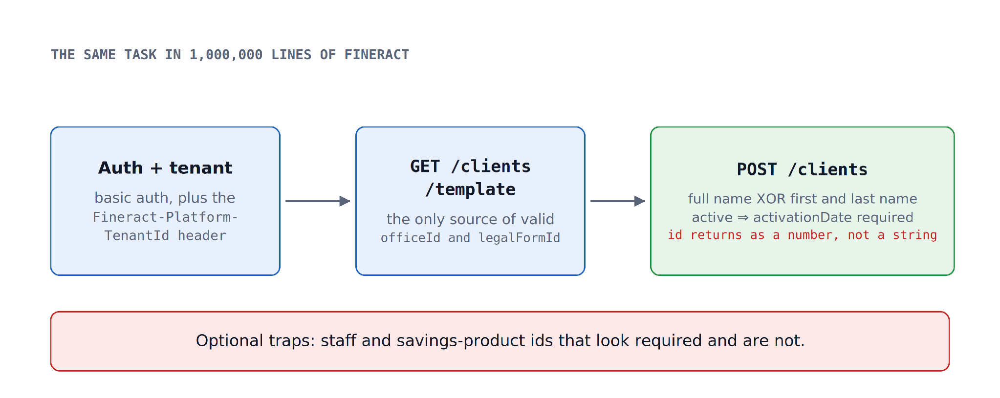 THE SAME TASK IN 1,000,000 LINES OF FINERACT
Auth + tenant
basic auth, plus the
Fineract-Platform-
TenantId header
GET /clients
/template
the only source of valid
officeId and legalFormId
POST /clients
full name XOR first and last name
active ⇒ activationDate required
id returns as a number, not a string
Optional traps: staff and savings-product ids that look required and are not.